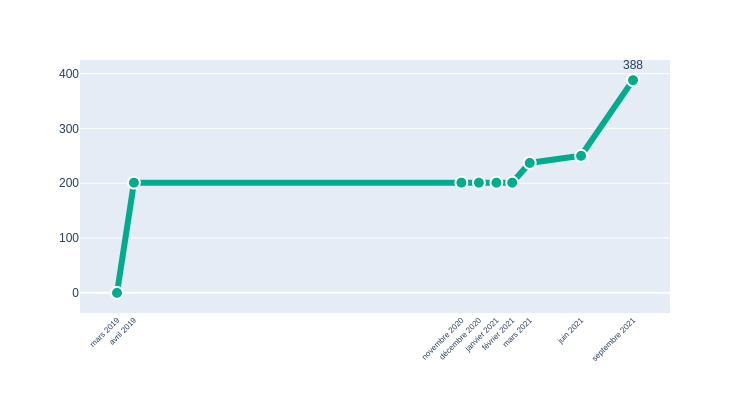 388
400
300
200
100
0
mars 2019
avril 2019
novembre 2020
décembre 2020
janvier 2021
février 2021
mars 2021
juin 2021
septembre 2021